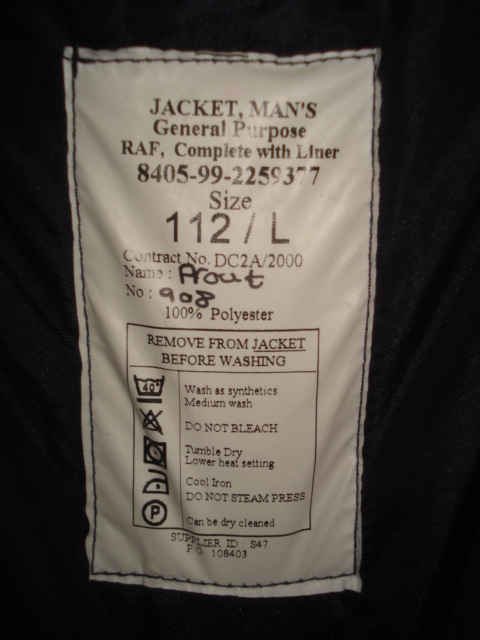 JACKET, MAN'S
General Purpose
RAF, Complete with Liner
8405-99-2259377
Size
112 / L
Contract No. DC2A/2000
Name : Prout
No : 908
100% Polyester
REMOVE FROM JACKET
BEFORE WASHING
40°
Wash as synthetics
Medium wash
DO NOT BLEACH
Tumble Dry
Lower heat setting
Cool Iron
DO NOT STEAM PRESS
P
Can be dry cleaned
SUPPLIER ID : S47
P.O. 108403